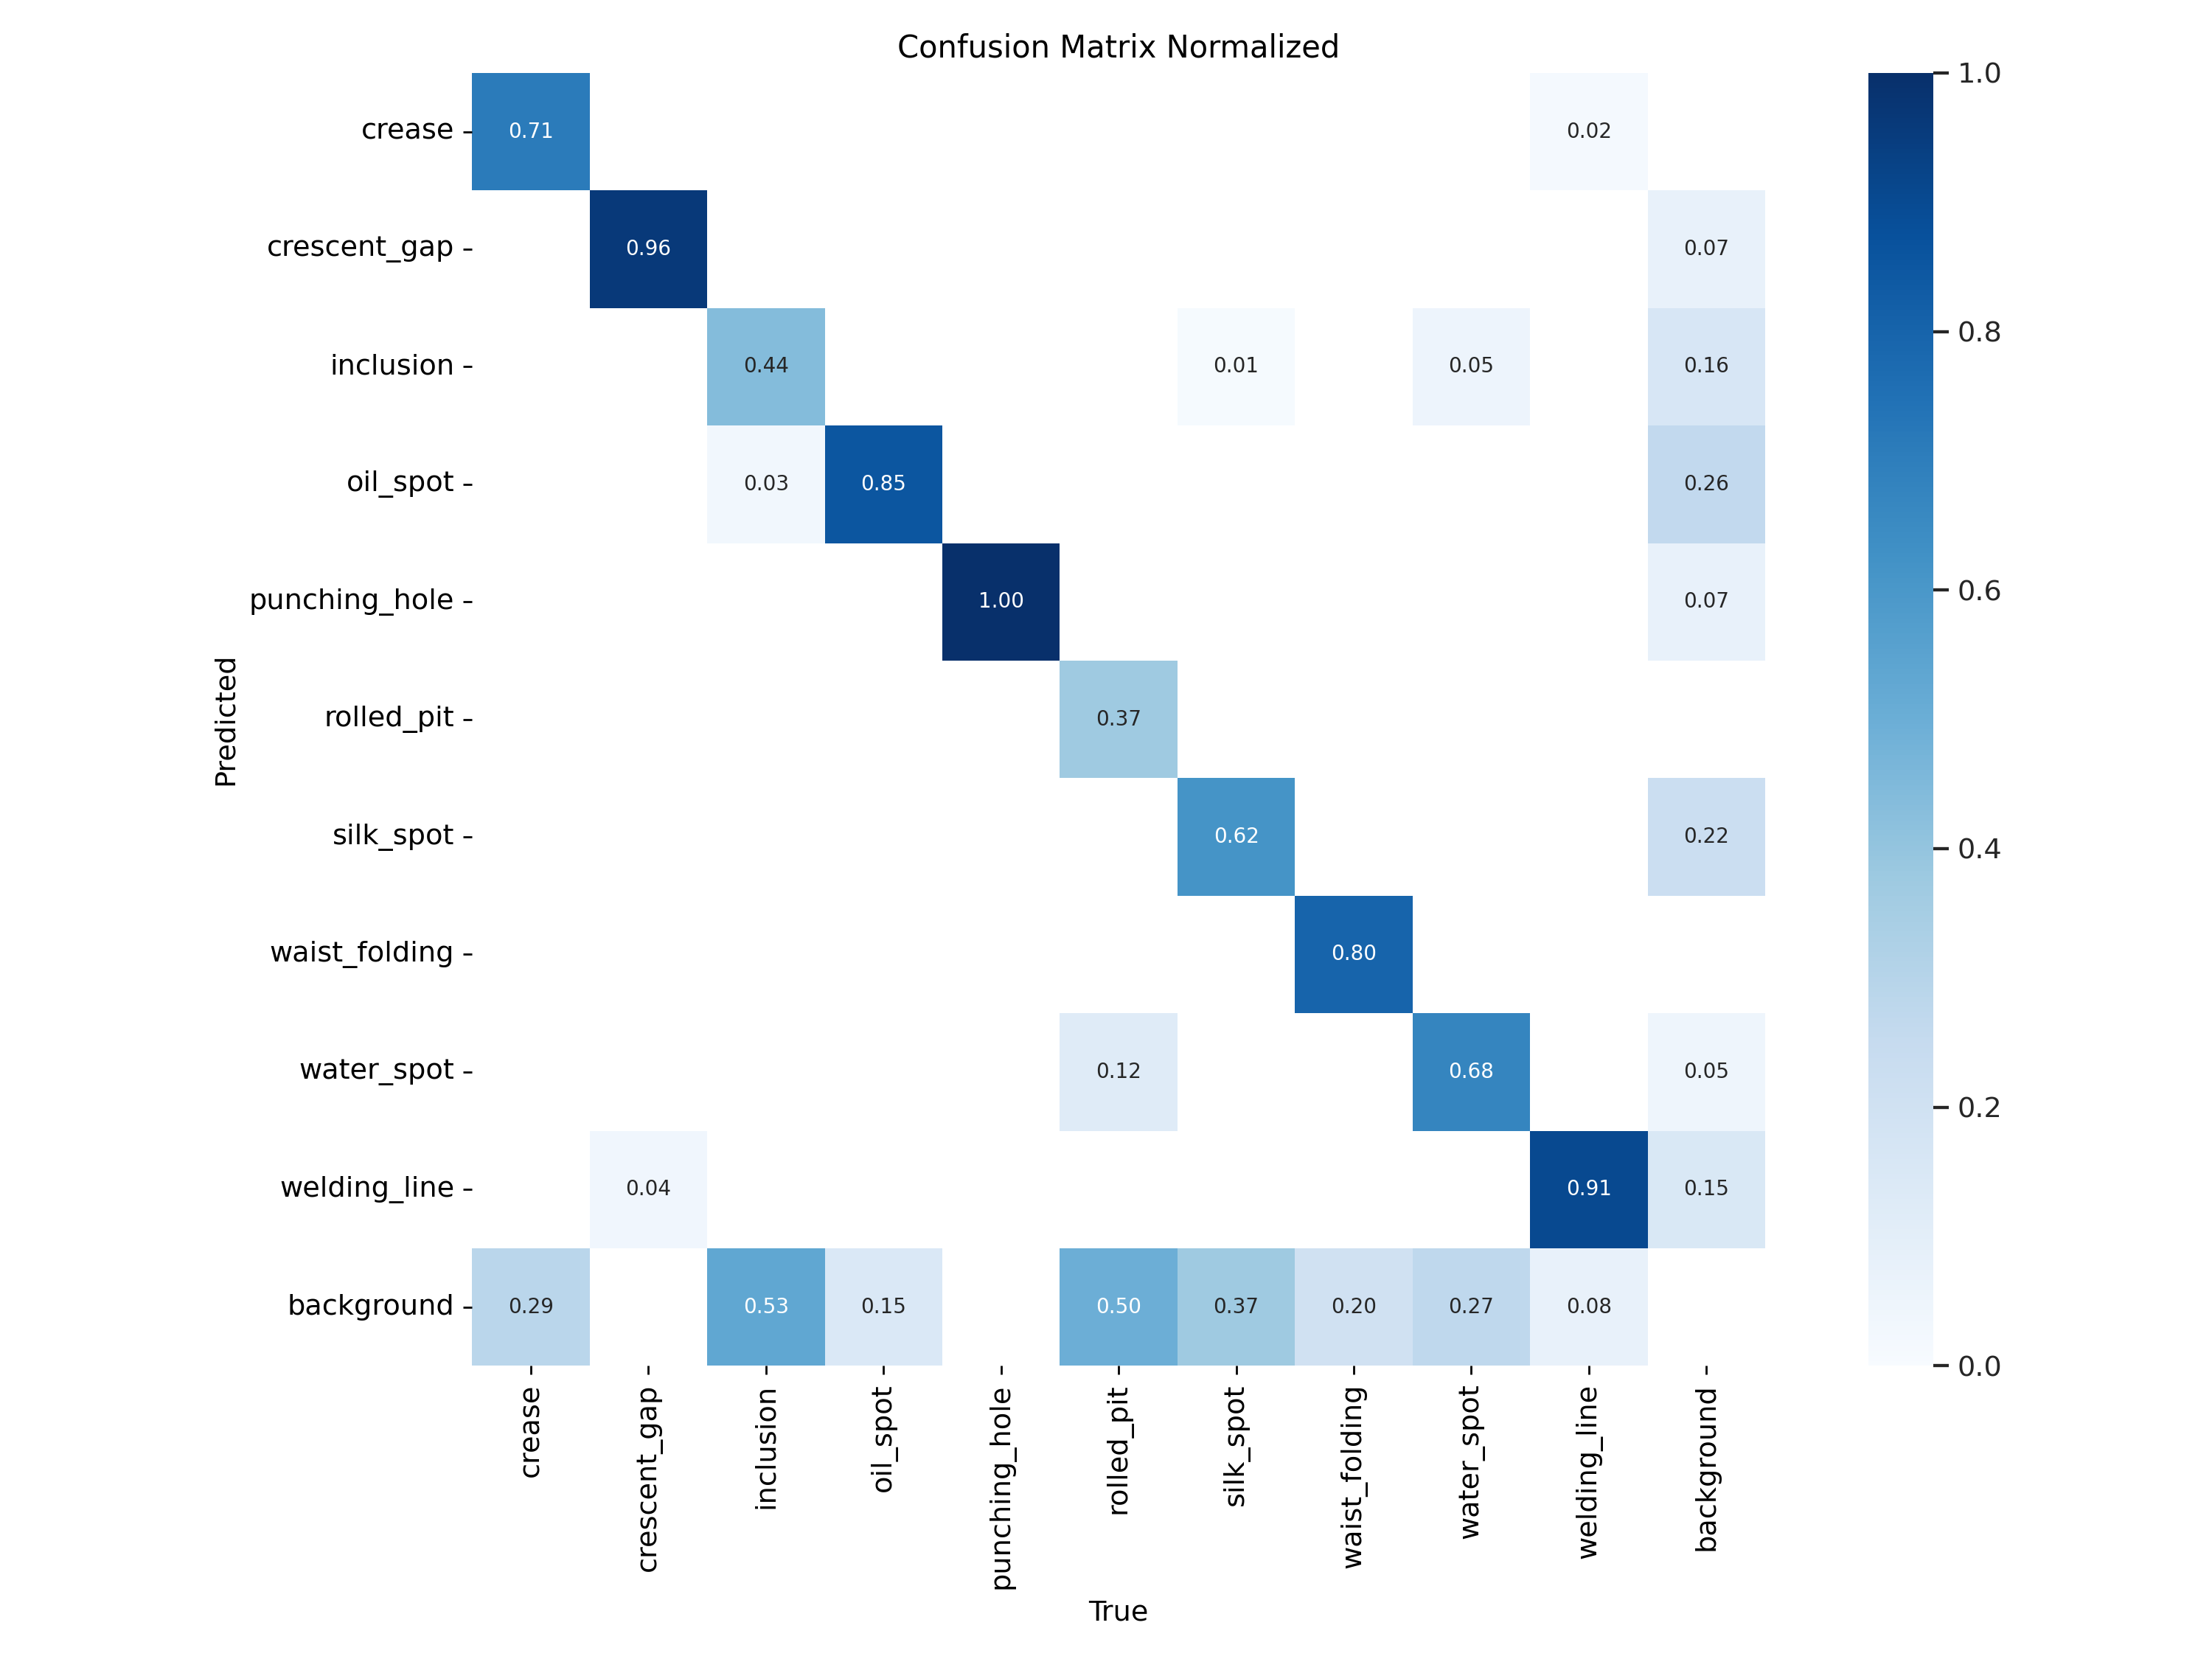 Confusion Matrix Normalized
crease 0.71 0.02
crescent_gap 0.96 0.07
inclusion 0.44 0.01 0.05 0.16
oil_spot 0.03 0.85 0.26
punching_hole 1.00 0.07
rolled_pit 0.37
silk_spot 0.62 0.22
waist_folding 0.80
water_spot 0.12 0.68 0.05
welding_line 0.04 0.91 0.15
background 0.29 0.53 0.15 0.50 0.37 0.20 0.27 0.08
Predicted
crease crescent_gap inclusion oil_spot punching_hole rolled_pit silk_spot waist_folding water_spot welding_line background
True
1.0
0.8
0.6
0.4
0.2
0.0